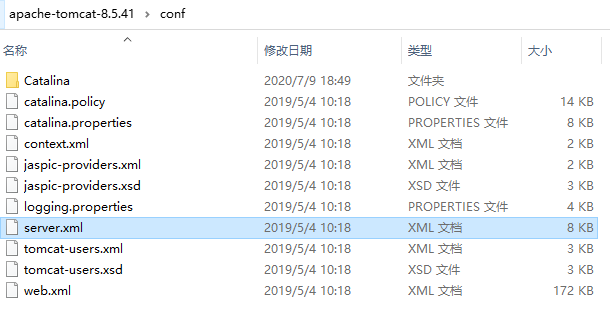 apache-tomcat-8.5.41 › conf
名称 修改日期 类型 大小
Catalina 2020/7/9 18:49 文件夹
catalina.policy 2019/5/4 10:18 POLICY 文件 14 KB
catalina.properties 2019/5/4 10:18 PROPERTIES 文件 8 KB
context.xml 2019/5/4 10:18 XML 文档 2 KB
jaspic-providers.xml 2019/5/4 10:18 XML 文档 2 KB
jaspic-providers.xsd 2019/5/4 10:18 XSD 文件 3 KB
logging.properties 2019/5/4 10:18 PROPERTIES 文件 4 KB
server.xml 2019/5/4 10:18 XML 文档 8 KB
tomcat-users.xml 2019/5/4 10:18 XML 文档 3 KB
tomcat-users.xsd 2019/5/4 10:18 XSD 文件 3 KB
web.xml 2019/5/4 10:18 XML 文档 172 KB